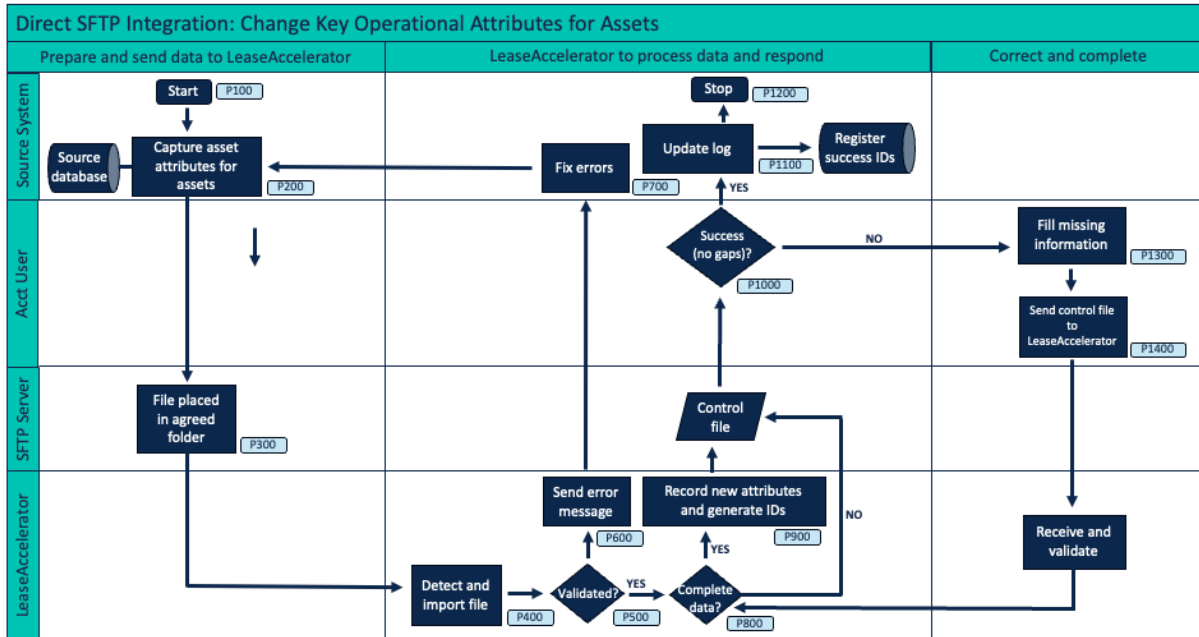 Direct SFTP Integration: Change Key Operational Attributes for Assets
Prepare and send data to LeaseAccelerator
LeaseAccelerator to process data and respond
Correct and complete
Source System
Start
P100
Source
database
Capture asset
attributes for
assets
P200
Fix errors
P700
Stop
P1200
Update log
P1100
Register
success IDs
YES
Acct User
Success
(no gaps)?
P1000
NO
Fill missing
information
P1300
Send control file
to
LeaseAccelerator
P1400
SFTP Server
File placed
in agreed
folder
P300
Control
file
LeaseAccelerator
Send error
message
P600
Record new attributes
and generate IDs
P900
NO
Receive and
validate
Detect and
import file
P400
Validated?
P500
YES
YES
Complete
data?
P800